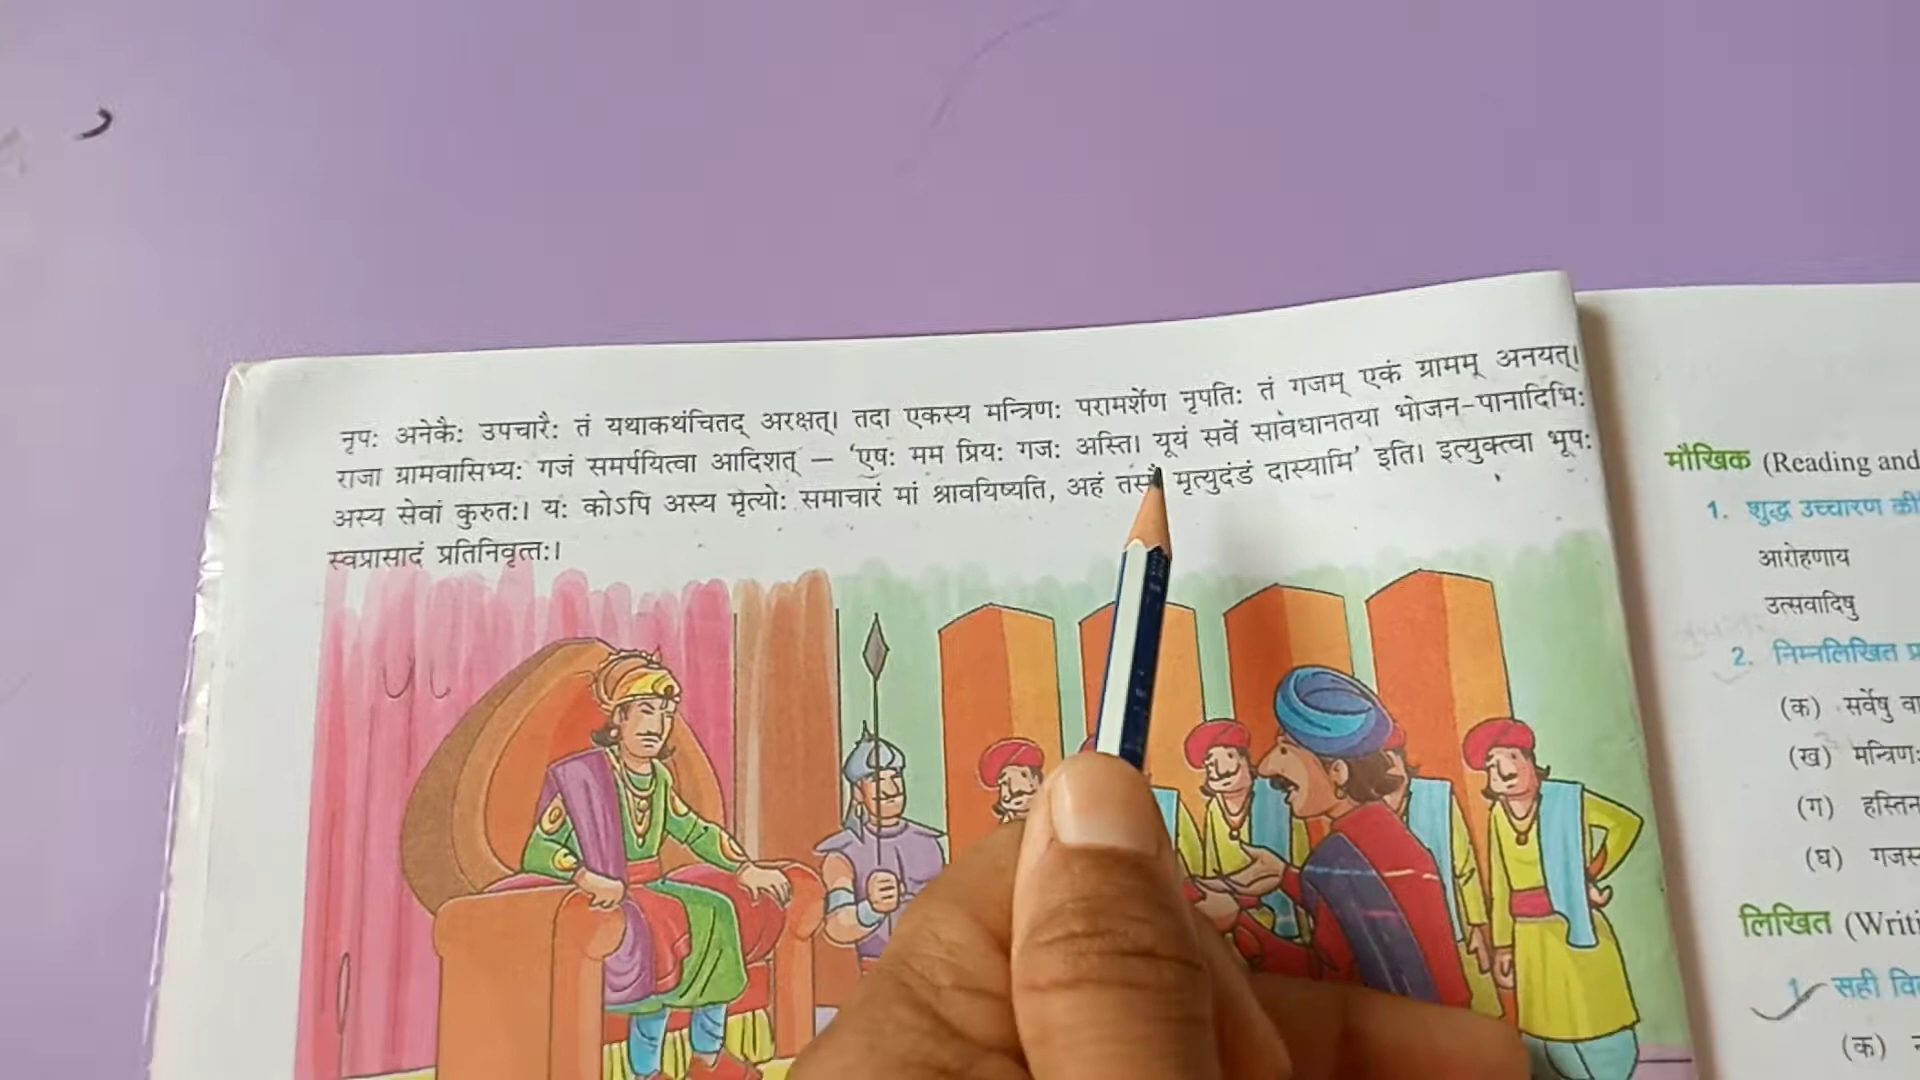 नृपः अनेकैः उपचारैः तं यथाकथंचितद् अरक्षत्। तदा एकस्य मन्त्रिणः परामर्शेण नृपतिः तं गजम् एकं ग्रामम् अनयत्।
राजा ग्रामवासिभ्यः गजं समर्पयित्वा आदिशत् – ‘एषः मम प्रियः गजः अस्ति। यूयं सर्वे सावधानतया भोजन-पानादिभिः
अस्य सेवां कुरुतः। यः कोऽपि अस्य मृत्योः समाचारं मां श्रावयिष्यति, अहं तस्मै मृत्युदंडं दास्यामि’ इति। इत्युक्त्वा भूपः
स्वप्रासादं प्रतिनिवृत्तः।
मौखिक (Reading and
1. शुद्ध उच्चारण की
आरोहणाय
उत्सवादिषु
2. निम्नलिखित
(क) सर्वेषु
(ख) मन्त्रिणः
(ग)
(घ)
लिखित
1. सही
(क)